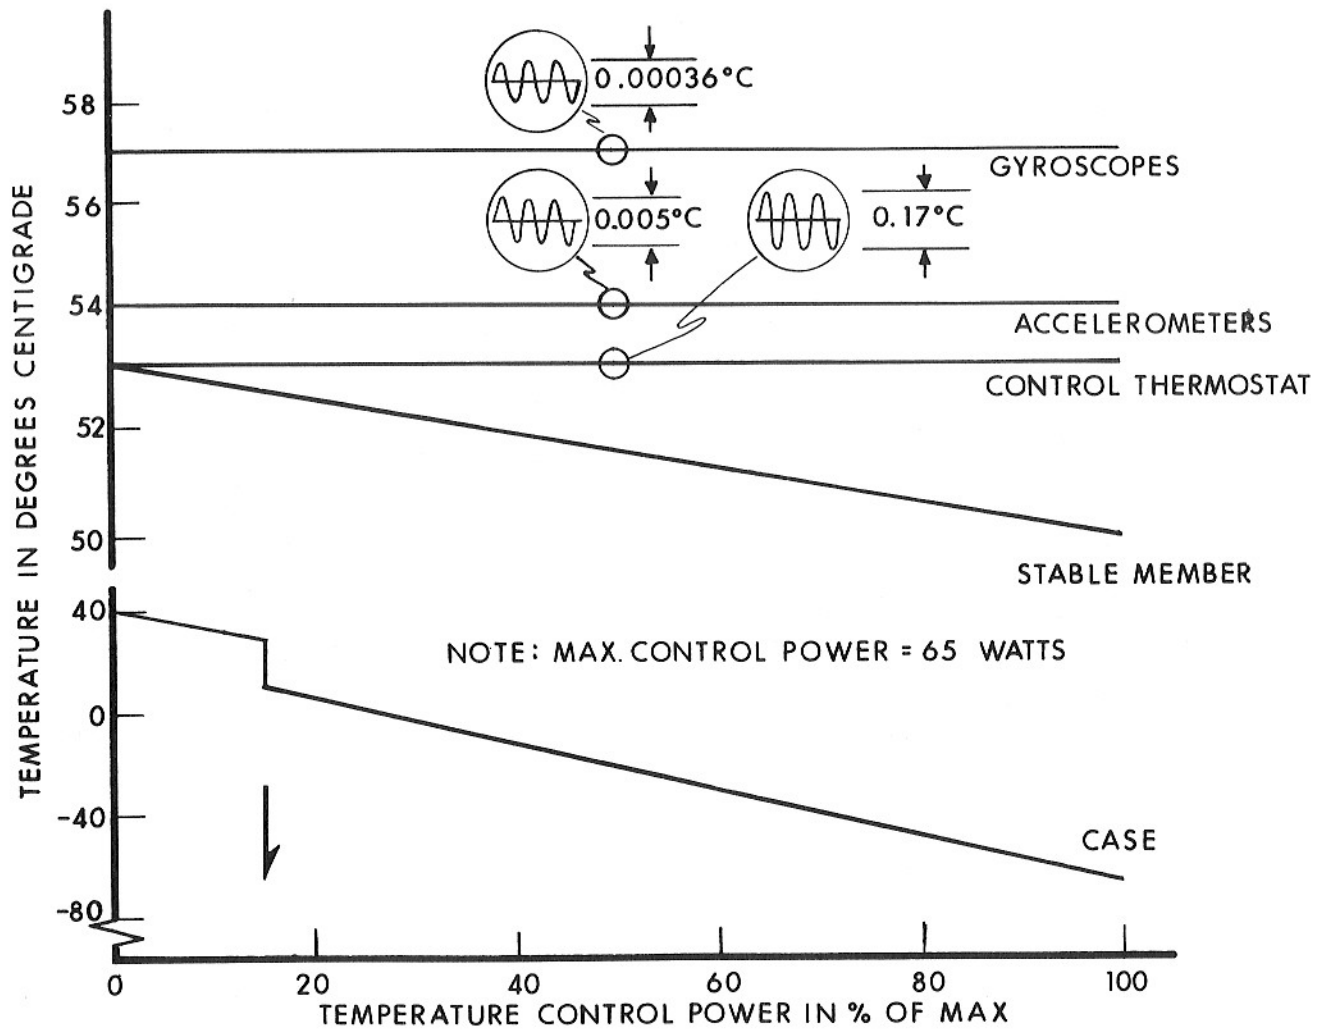 TEMPERATURE IN DEGREES CENTIGRADE
58
56
54
52
50
40
0
-40
-80
0.00036°C
GYROSCOPES
0.005°C
0.17°C
ACCELEROMETERS
CONTROL THERMOSTAT
STABLE MEMBER
NOTE: MAX. CONTROL POWER = 65 WATTS
CASE
0 20 40 60 80 100
TEMPERATURE CONTROL POWER IN % OF MAX